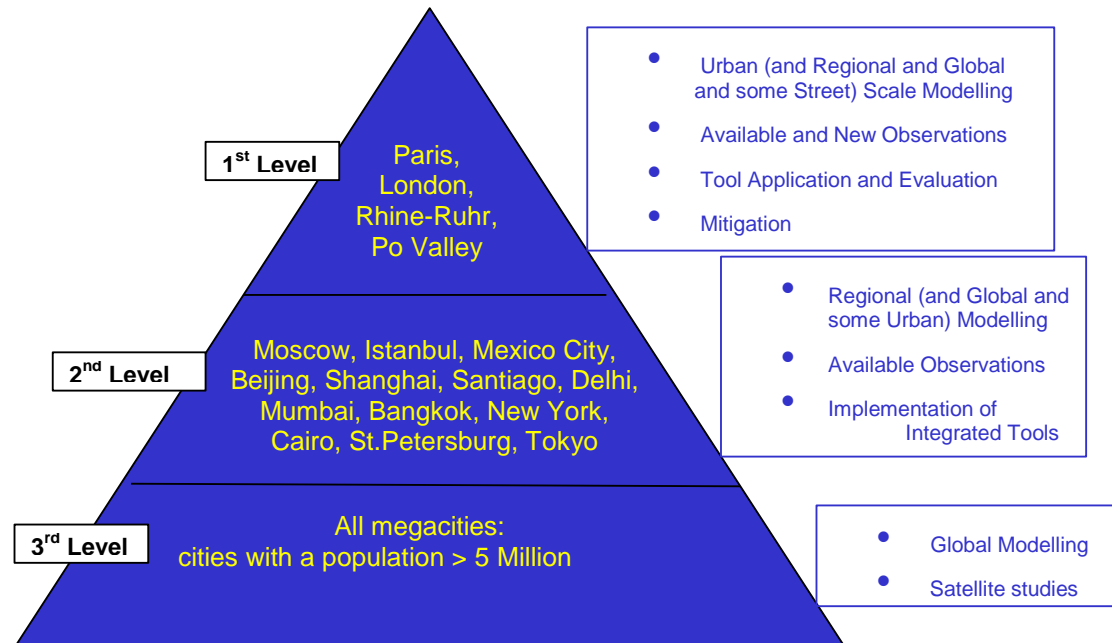 1st Level
Paris,
London,
Rhine-Ruhr,
Po Valley
• Urban (and Regional and Global
and some Street) Scale Modelling
• Available and New Observations
• Tool Application and Evaluation
• Mitigation
2nd Level
Moscow, Istanbul, Mexico City,
Beijing, Shanghai, Santiago, Delhi,
Mumbai, Bangkok, New York,
Cairo, St.Petersburg, Tokyo
• Regional (and Global and
some Urban) Modelling
• Available Observations
• Implementation of
Integrated Tools
3rd Level
All megacities:
cities with a population > 5 Million
• Global Modelling
• Satellite studies